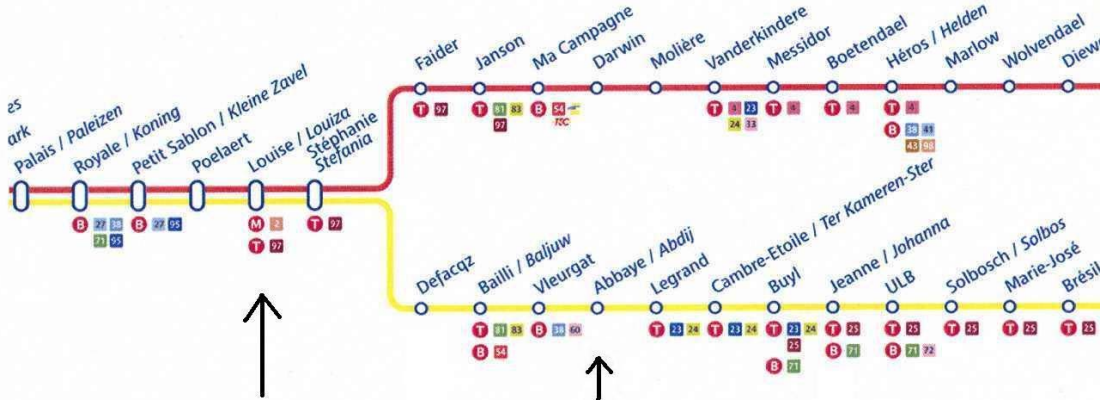 es
ark
Palais / Paleizen
Royale / Koning
Petit Sablon / Kleine Zavel
Poelaert
Louise / Louiza
Stéphanie
Stefania
B 27 38
71 95
B 27 95
M 2
T 97
T 97
Faider
Janson
Ma Campagne
Darwin
Molière
Vanderkindere
Messidor
Boetendael
Héros / Helden
Marlow
Wolvendael
Diewe
T 97
T 81 83
97
B 54
TEC
T 4 23
24 33
T 4
T 4
T 4
B 38 41
43 98
Defacqz
Bailli / Baljuw
Vleurgat
Abbaye / Abdij
Legrand
Cambre-Etoile / Ter Kameren-Ster
Buyl
Jeanne / Johanna
ULB
Solbosch / Solbos
Marie-José
Brésil
T 81 83
B 54
B 38 60
T 23 24
T 23 24
T 23 24
25
B 71
T 25
B 71
T 25
B 71 72
T 25
T 25
T 25